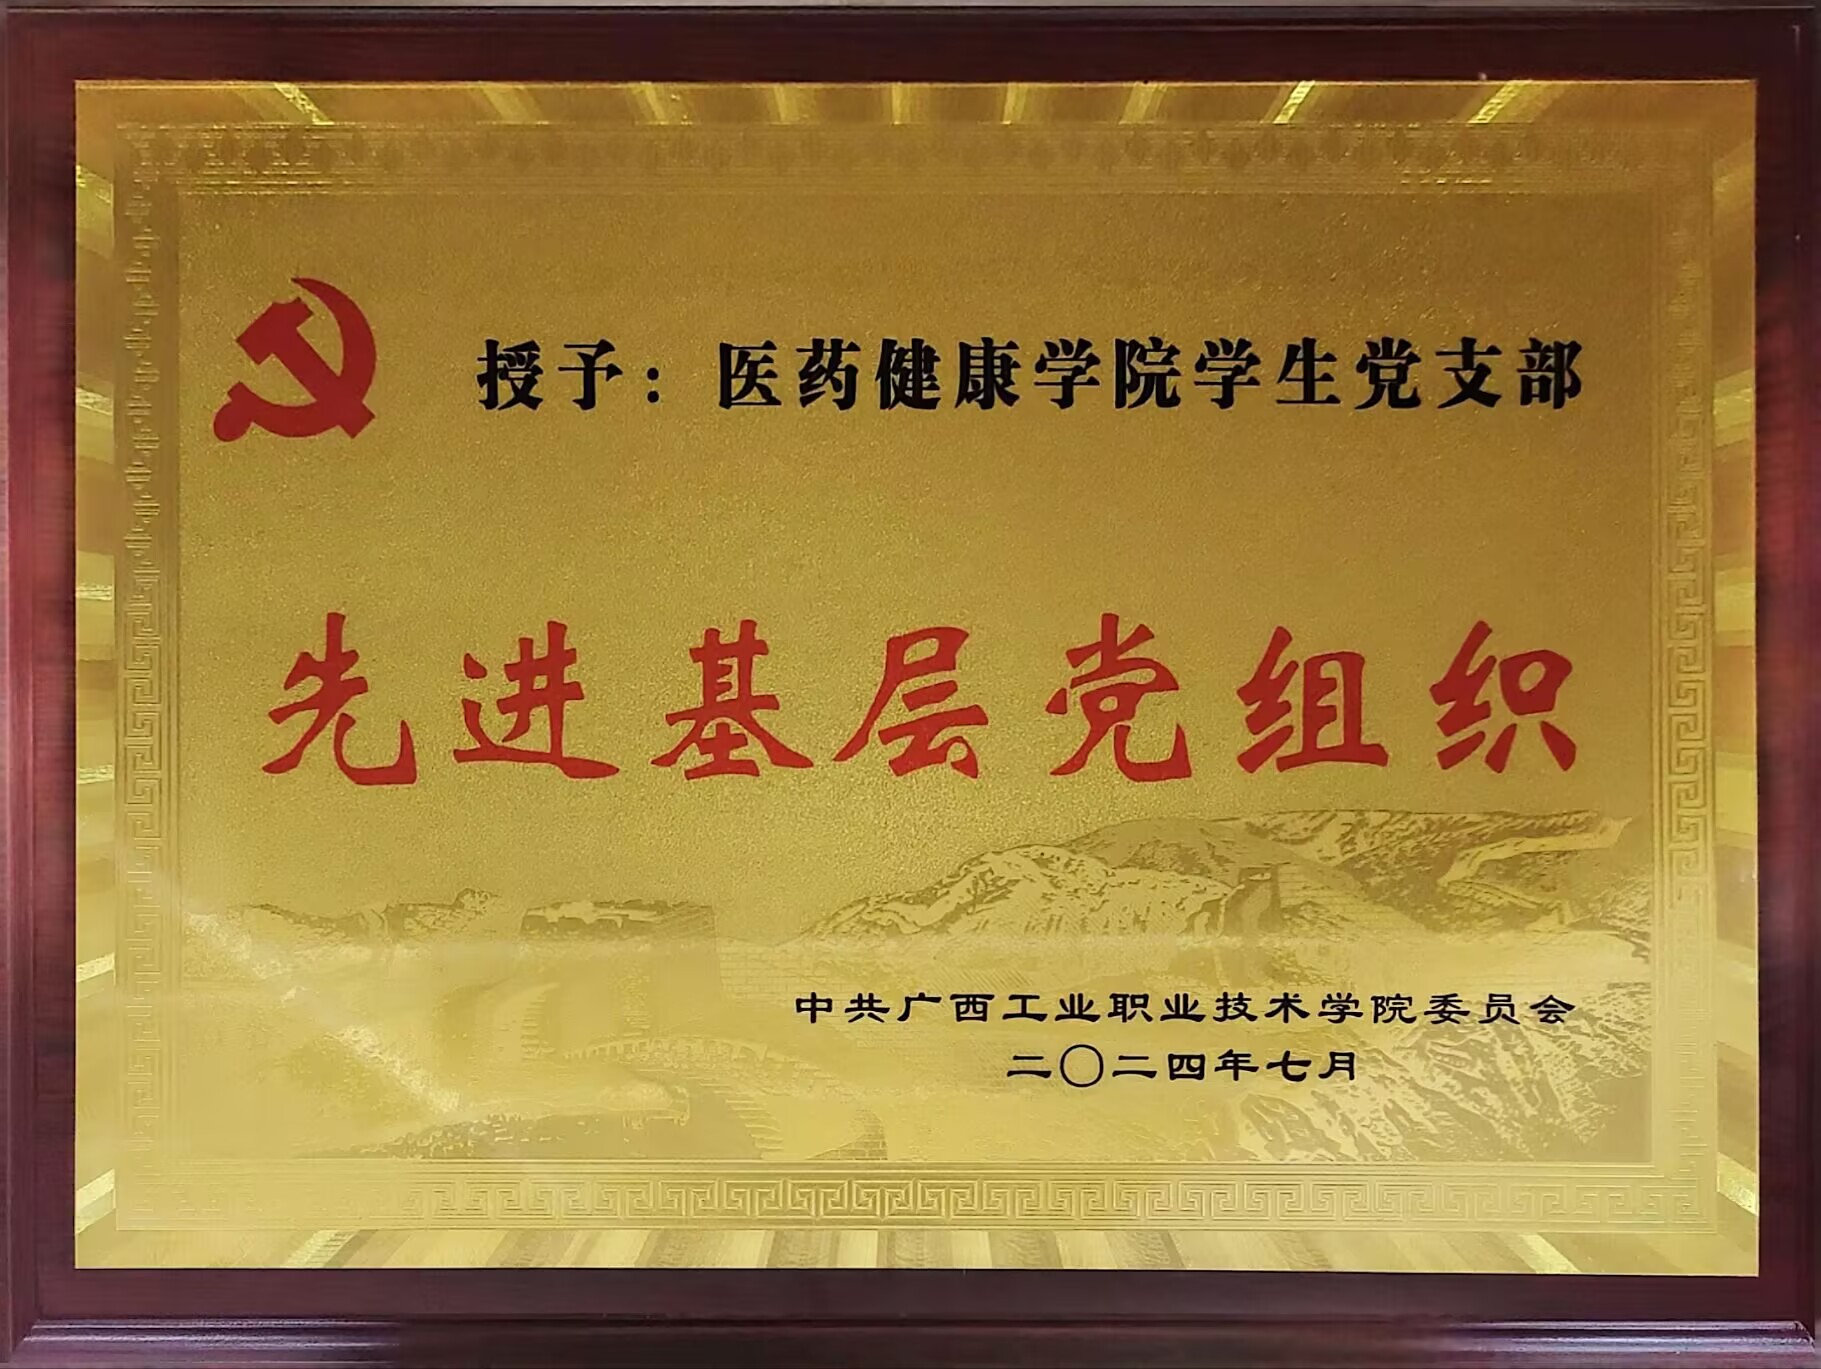 授予：医药健康学院学生党支部
先进基层党组织
中共广西工业职业技术学院委员会
二〇二四年七月